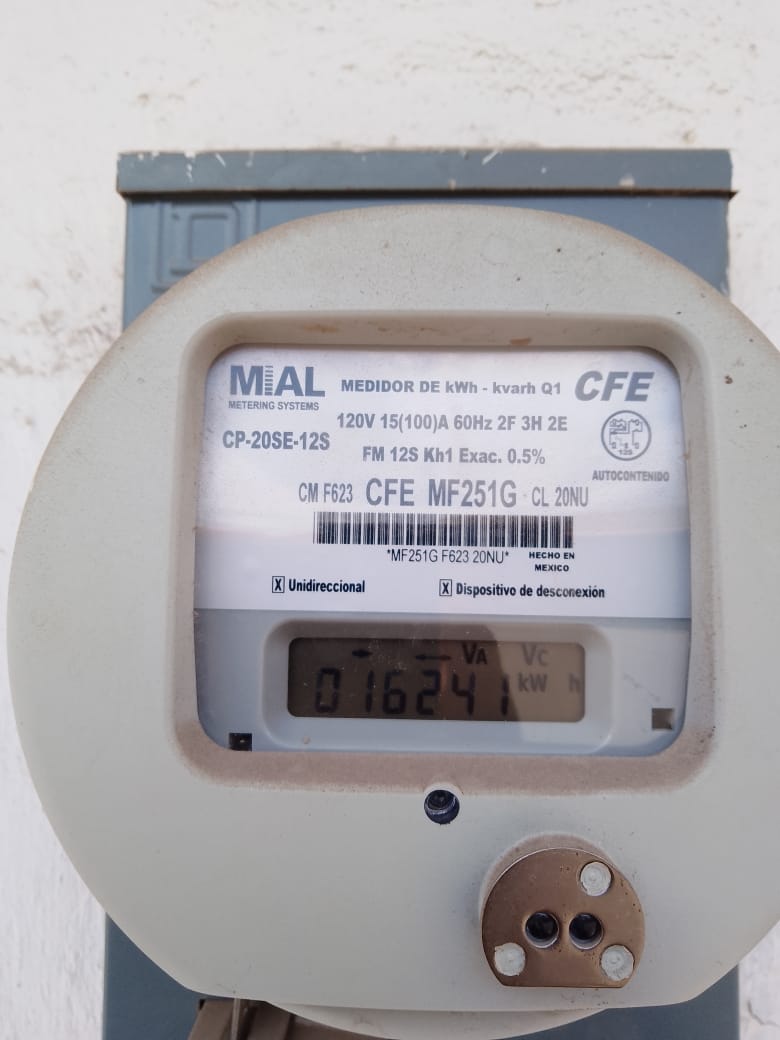 MIAL
METERING SYSTEMS
MEDIDOR DE kWh - kvarh Q1
CFE
120V 15(100)A 60Hz 2F 3H 2E
CP-20SE-12S
FM 12S Kh1 Exac. 0.5%
12S
AUTOCONTENIDO
CM F623 CFE MF251G CL 20NU
*MF251G F623 20NU*
HECHO EN
MEXICO
X Unidireccional
X Dispositivo de desconexión
VA VC
016241 kW h